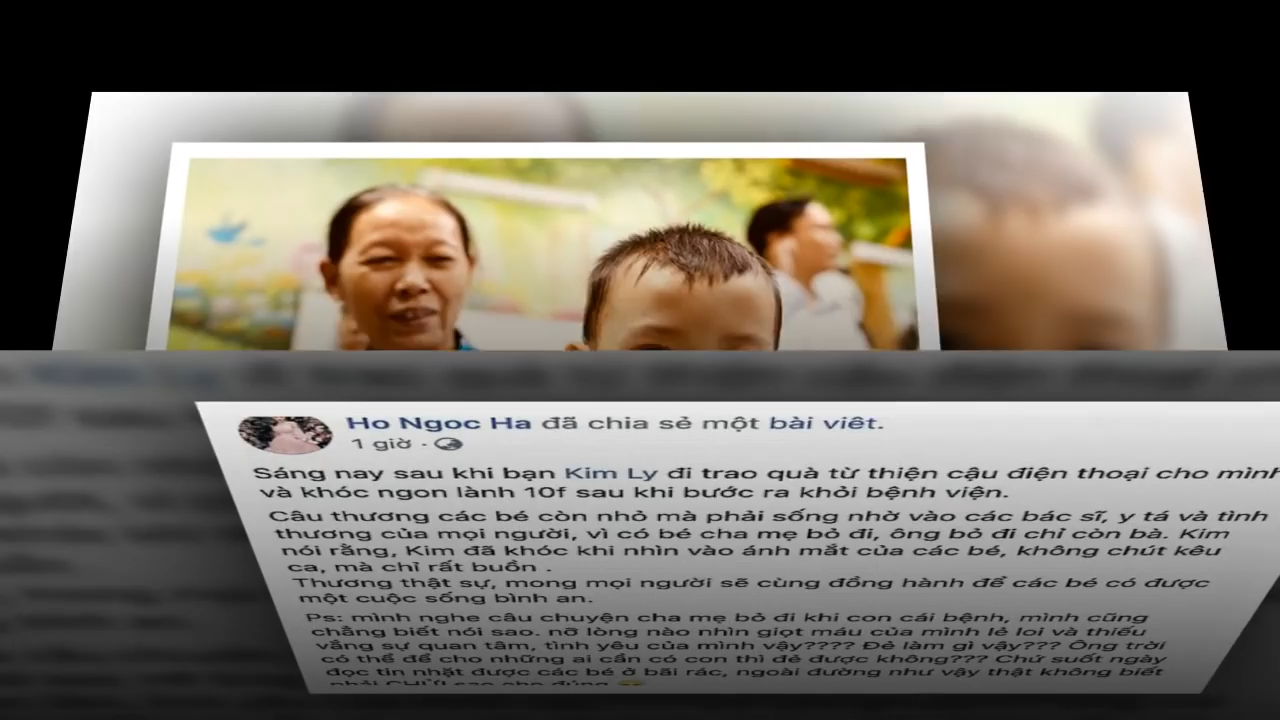 Ho Ngoc Ha đã chia sẻ một bài viết.
1 giờ ·
Sáng nay sau khi bạn Kim Ly đi trao quà từ thiện cậu điện thoại cho mình
và khóc ngon lành 10f sau khi bước ra khỏi bệnh viện.
Câu thương các bé còn nhỏ mà phải sống nhờ vào các bác sĩ, y tá và tình
thương của mọi người, vì có bé cha mẹ bỏ đi, ông bỏ đi chỉ còn bà. Kim
nói rằng, Kim đã khóc khi nhìn vào ánh mắt của các bé, không chút kêu
ca, mà chỉ rất buồn .
Thương thật sự, mong mọi người sẽ cùng đồng hành để các bé có được
một cuộc sống bình an.
Ps: mình nghe câu chuyện cha mẹ bỏ đi khi con cái bệnh, mình cũng
chẳng biết nói sao. nỡ lòng nào nhìn giọt máu của mình lẻ loi và thiếu
vắng sự quan tâm, tình yêu của mình vậy???? Đẻ làm gì vậy??? Ông trời
có thể để cho những ai cần có con thì đẻ được không??? Chứ suốt ngày
đọc tin nhặt được các bé ở bãi rác, ngoài đường như vậy thật không biết
phải CHỬI sao cho đúng